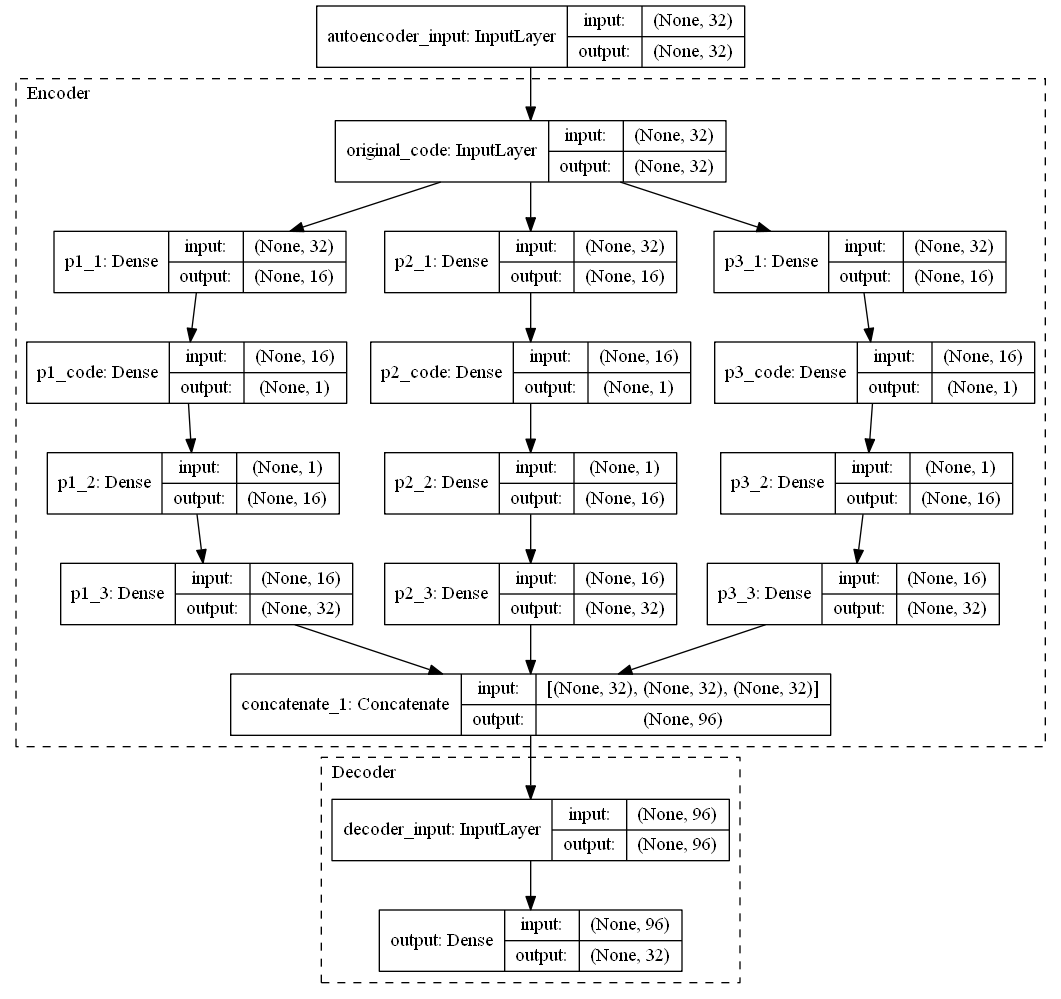 autoencoder_input: InputLayer
input: (None, 32)
output: (None, 32)
Encoder
original_code: InputLayer
input: (None, 32)
output: (None, 32)
p1_1: Dense
input: (None, 32)
output: (None, 16)
p2_1: Dense
input: (None, 32)
output: (None, 16)
p3_1: Dense
input: (None, 32)
output: (None, 16)
p1_code: Dense
input: (None, 16)
output: (None, 1)
p2_code: Dense
input: (None, 16)
output: (None, 1)
p3_code: Dense
input: (None, 16)
output: (None, 1)
p1_2: Dense
input: (None, 1)
output: (None, 16)
p2_2: Dense
input: (None, 1)
output: (None, 16)
p3_2: Dense
input: (None, 1)
output: (None, 16)
p1_3: Dense
input: (None, 16)
output: (None, 32)
p2_3: Dense
input: (None, 16)
output: (None, 32)
p3_3: Dense
input: (None, 16)
output: (None, 32)
concatenate_1: Concatenate
input: [(None, 32), (None, 32), (None, 32)]
output: (None, 96)
Decoder
decoder_input: InputLayer
input: (None, 96)
output: (None, 96)
output: Dense
input: (None, 96)
output: (None, 32)